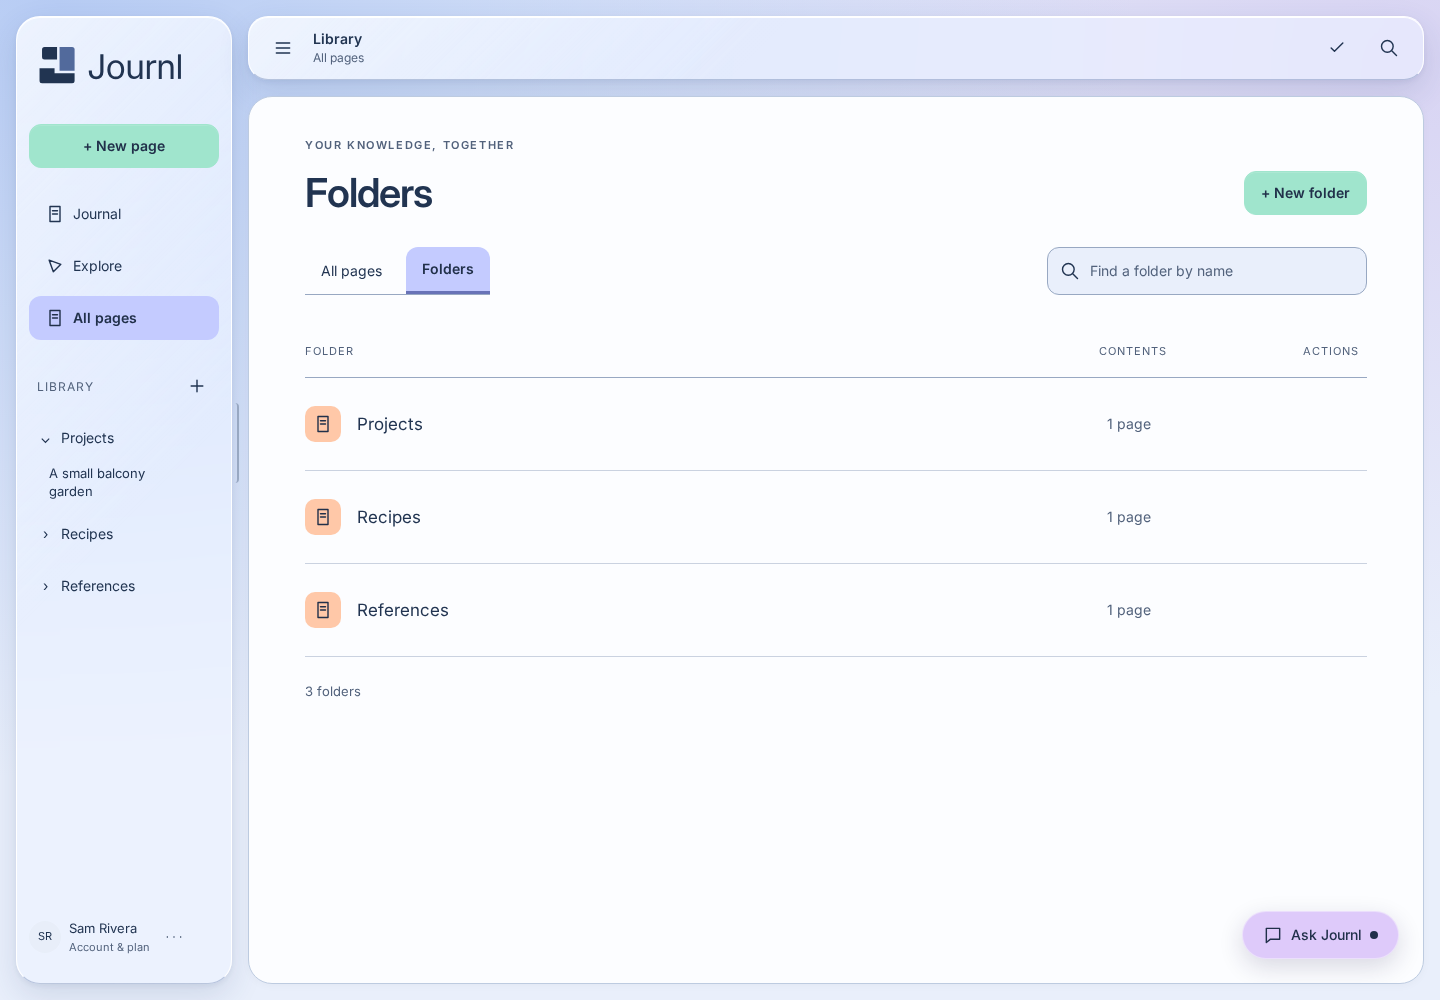 Journl
+ New page
Journal
Explore
All pages
LIBRARY
Projects
A small balcony
garden
Recipes
References
SR
Sam Rivera
Account & plan
...
Library
All pages
YOUR KNOWLEDGE, TOGETHER
Folders
+ New folder
All pages
Folders
Find a folder by name
FOLDER
CONTENTS
ACTIONS
Projects
1 page
Recipes
1 page
References
1 page
3 folders
Ask Journl